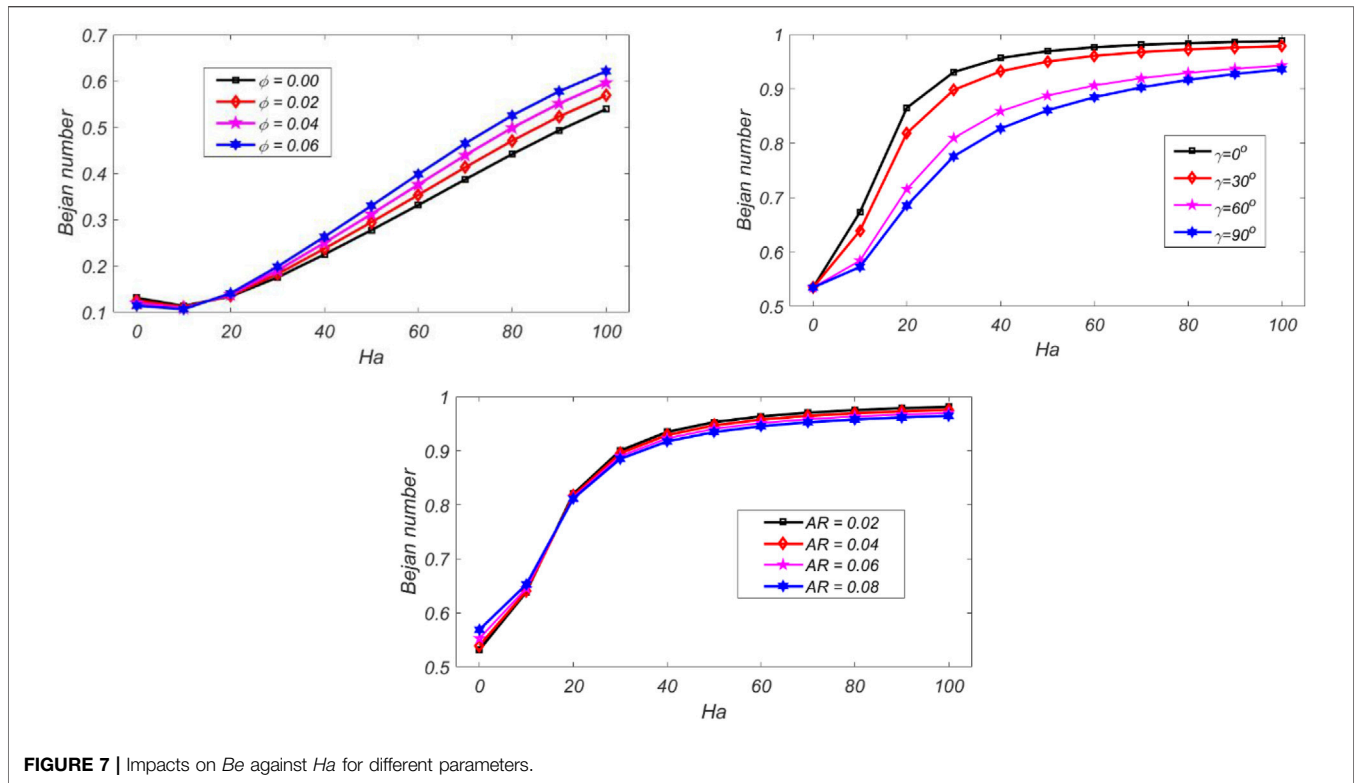 0.7
0.6
0.5
0.4
0.3
0.2
0.1
Bejan number
ϕ = 0.00
ϕ = 0.02
ϕ = 0.04
ϕ = 0.06
0 20 40 60 80 100
Ha
1
0.9
0.8
0.7
0.6
0.5
Bejan number
γ=0°
γ=30°
γ=60°
γ=90°
0 20 40 60 80 100
Ha
1
0.9
0.8
0.7
0.6
0.5
Bejan number
AR = 0.02
AR = 0.04
AR = 0.06
AR = 0.08
0 20 40 60 80 100
Ha
FIGURE 7 | Impacts on Be against Ha for different parameters.